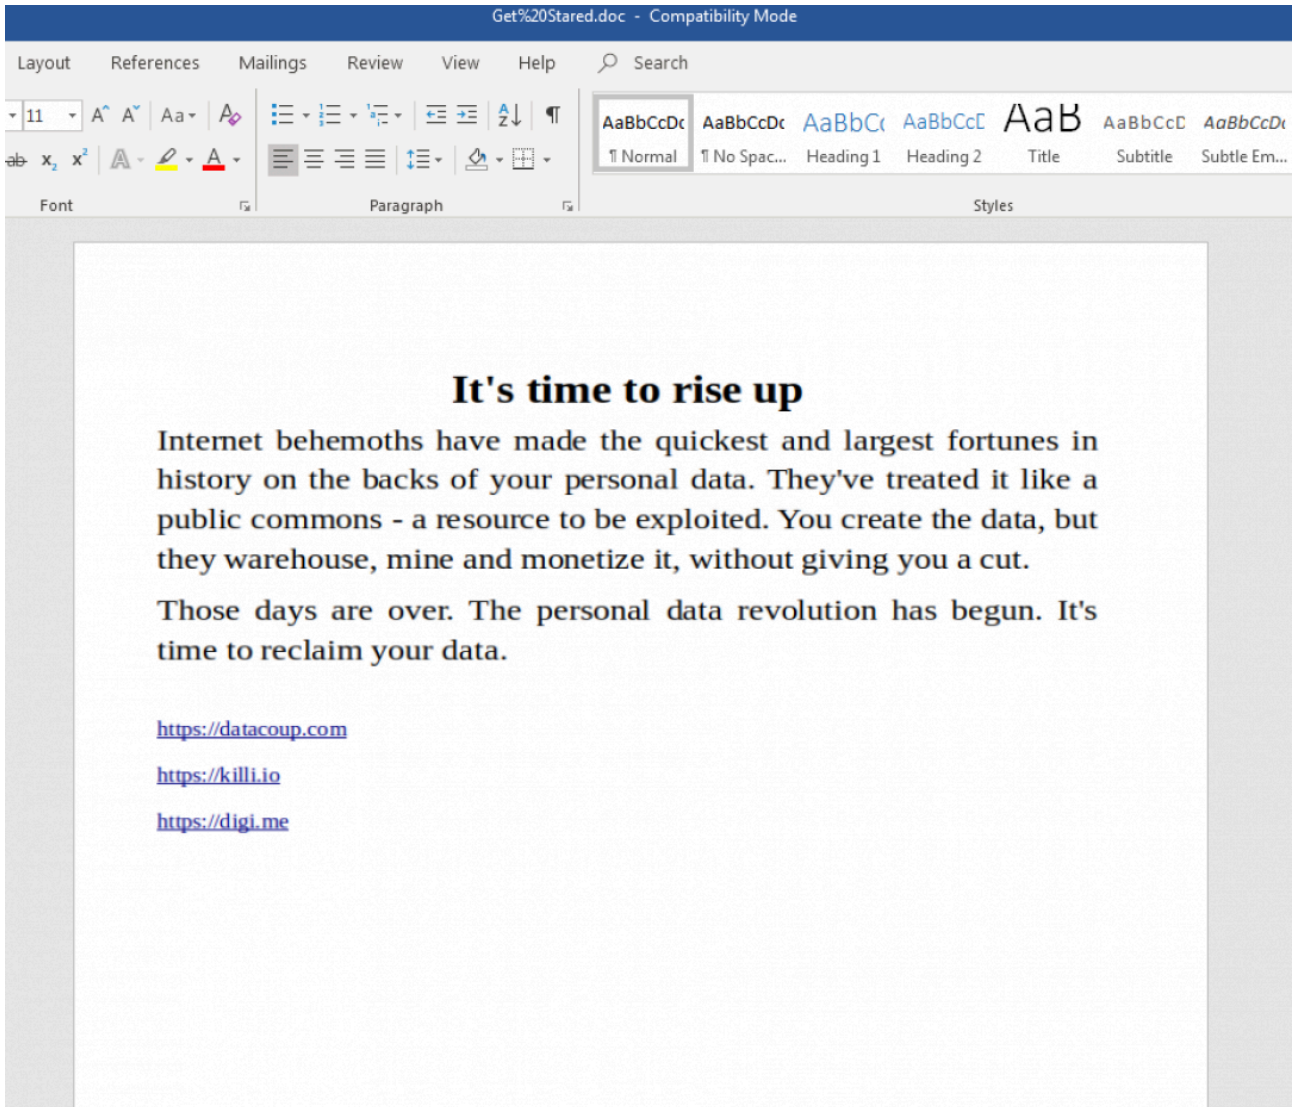 Get%20Stared.doc - Compatibility Mode
Layout References Mailings Review View Help Search
11 Aa
AaBbCcDc AaBbCcDc AaBbCc AaBbCcD AaB AaBbCcD AaBbCcDc
¶ Normal ¶ No Spac... Heading 1 Heading 2 Title Subtitle Subtle Em...
Font Paragraph Styles
It's time to rise up
Internet behemoths have made the quickest and largest fortunes in
history on the backs of your personal data. They've treated it like a
public commons - a resource to be exploited. You create the data, but
they warehouse, mine and monetize it, without giving you a cut.
Those days are over. The personal data revolution has begun. It's
time to reclaim your data.
https://datacoup.com
https://killi.io
https://digi.me